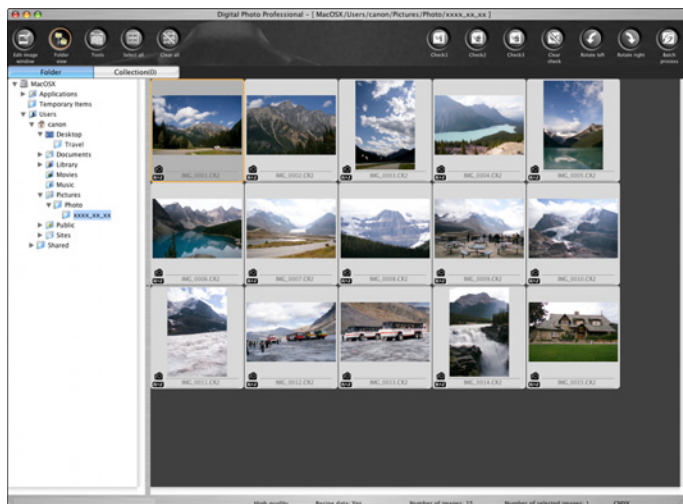 Digital Photo Professional - [ MacOSX/Users/canon/Pictures/Photo/xxxx_xx_xx ]
Edit image window
Folder view
Tools
Select all
Clear all
Check1
Check2
Check3
Clear check
Rotate left
Rotate right
Batch process
Folder
Collection(0)
MacOSX
Applications
Temporary Items
Users
canon
Desktop
Travel
Documents
Library
Movies
Music
Pictures
Photo
xxxx_xx_xx
Public
Sites
Shared
IMG_0001.CR2
IMG_0002.CR2
IMG_0003.CR2
IMG_0004.CR2
IMG_0005.CR2
IMG_0006.CR2
IMG_0007.CR2
IMG_0008.CR2
IMG_0009.CR2
IMG_0010.CR2
IMG_0011.CR2
IMG_0012.CR2
IMG_0013.CR2
IMG_0014.CR2
IMG_0015.CR2
High quality Resize data: Yes Number of images: 15 Number of selected images: 1 CMYK